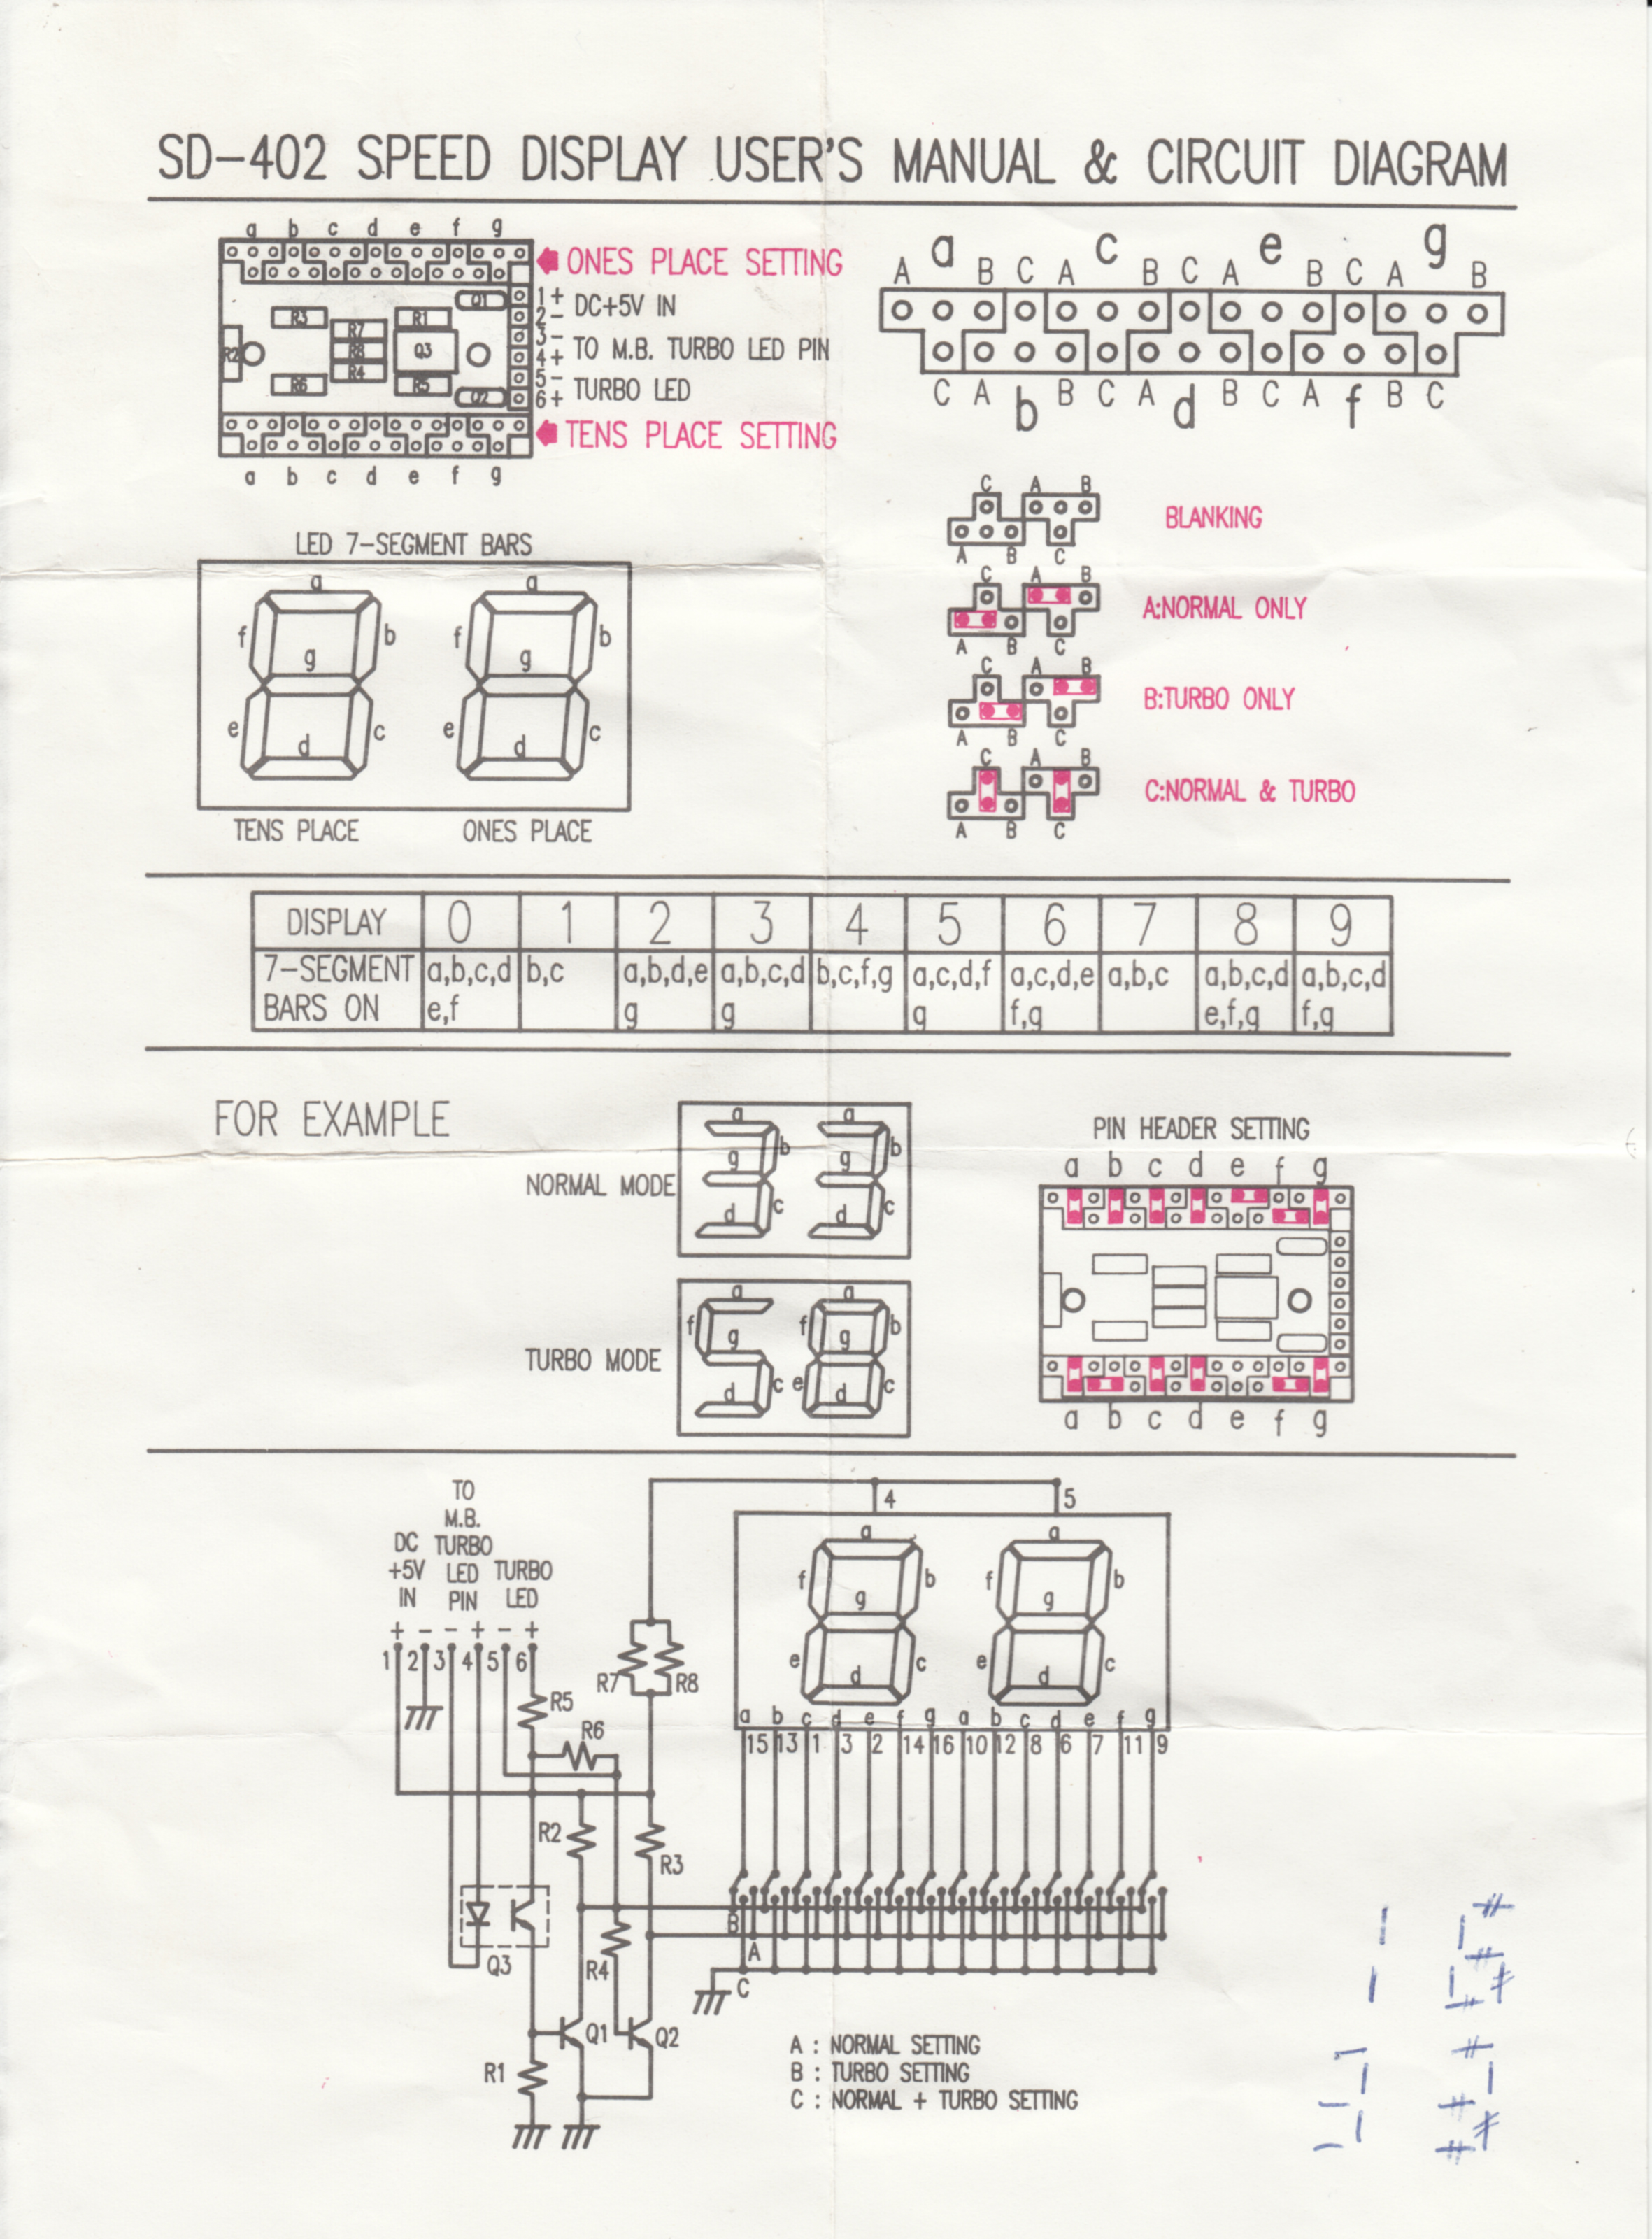 SD-402 SPEED DISPLAY USER'S MANUAL & CIRCUIT DIAGRAM
a b c d e f g
ONES PLACE SETTING
1+
2- DC+5V IN
3-
4+ TO M.B. TURBO LED PIN
5-
6+ TURBO LED
TENS PLACE SETTING
Q1
R3 R1
R7
R2 R8 Q3
R4
R6 R5
Q2
a b c d e f g
a c e g
A B C A B C A B C A B
C A B C A B C A B C
b d f
C A B
BLANKING
A B C
C A B
A:NORMAL ONLY
A B C
C A B
B:TURBO ONLY
A B C
C A B
C:NORMAL & TURBO
A B C
LED 7-SEGMENT BARS
a a
f b f b
g g
e c e c
d d
TENS PLACE ONES PLACE
DISPLAY 0 1 2 3 4 5 6 7 8 9
7-SEGMENT a,b,c,d b,c a,b,d,e a,b,c,d b,c,f,g a,c,d,f a,c,d,e a,b,c a,b,c,d a,b,c,d
BARS ON e,f g g g f,g e,f,g f,g
FOR EXAMPLE
NORMAL MODE
a a
b b
g g
c c
d d
TURBO MODE
a a
f f b
g g
c e c
d d
PIN HEADER SETTING
a b c d e f g
a b c d e f g
TO
M.B.
DC TURBO
+5V LED TURBO
IN PIN LED
+ - - + - +
1 2 3 4 5 6
4 5
a a
f b f b
g g
e c e c
d d
a b c d e f g a b c d e f g
15 13 1 3 2 14 16 10 12 8 6 7 11 9
R7 R8
R5
R6
R2
R3
B
A
C
Q3
R4
Q1
Q2
R1
A : NORMAL SETTING
B : TURBO SETTING
C : NORMAL + TURBO SETTING